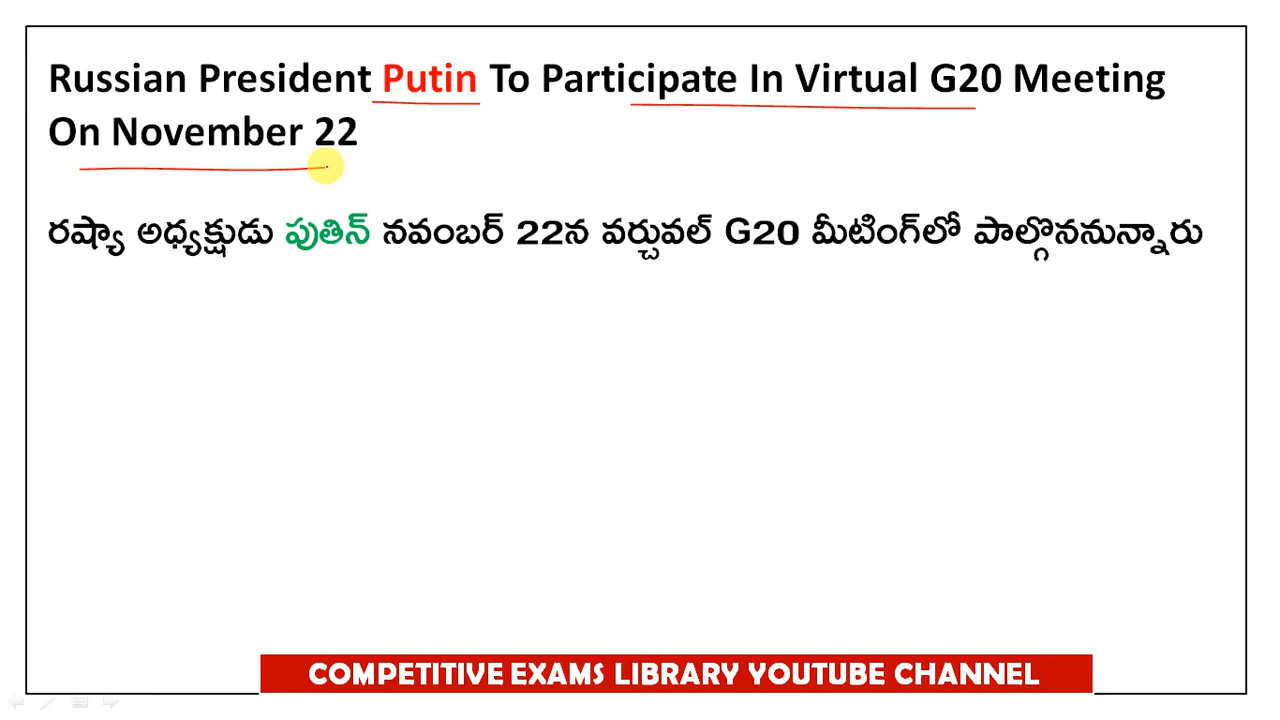 Russian President Putin To Participate In Virtual G20 Meeting
On November 22
రష్యా అధ్యక్షుడు పుతిన్ నవంబర్ 22న వర్చువల్ G20 మీటింగ్‌లో పాల్గొననున్నారు
COMPETITIVE EXAMS LIBRARY YOUTUBE CHANNEL